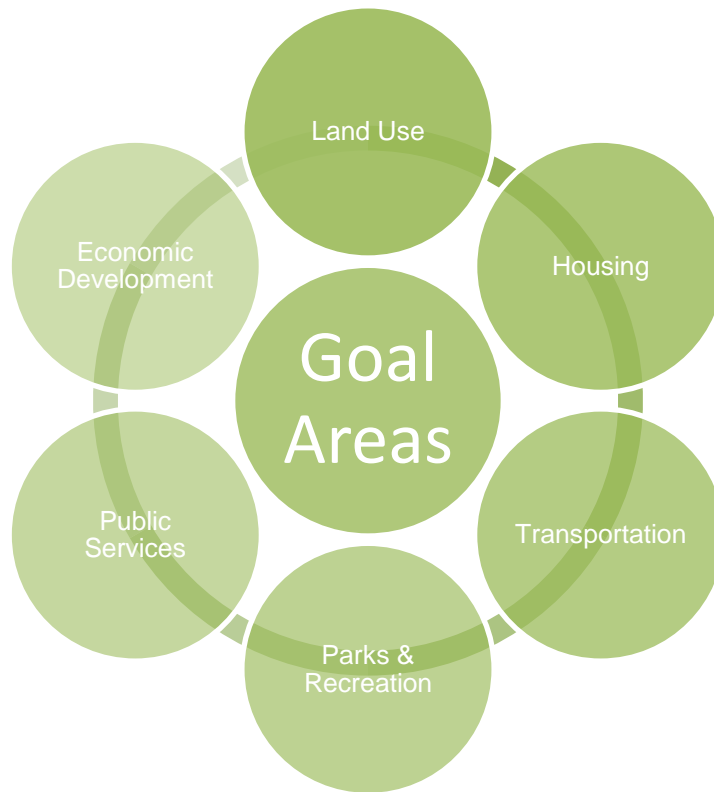 Land Use
Housing
Transportation
Parks &
Recreation
Public
Services
Economic
Development
Goal
Areas